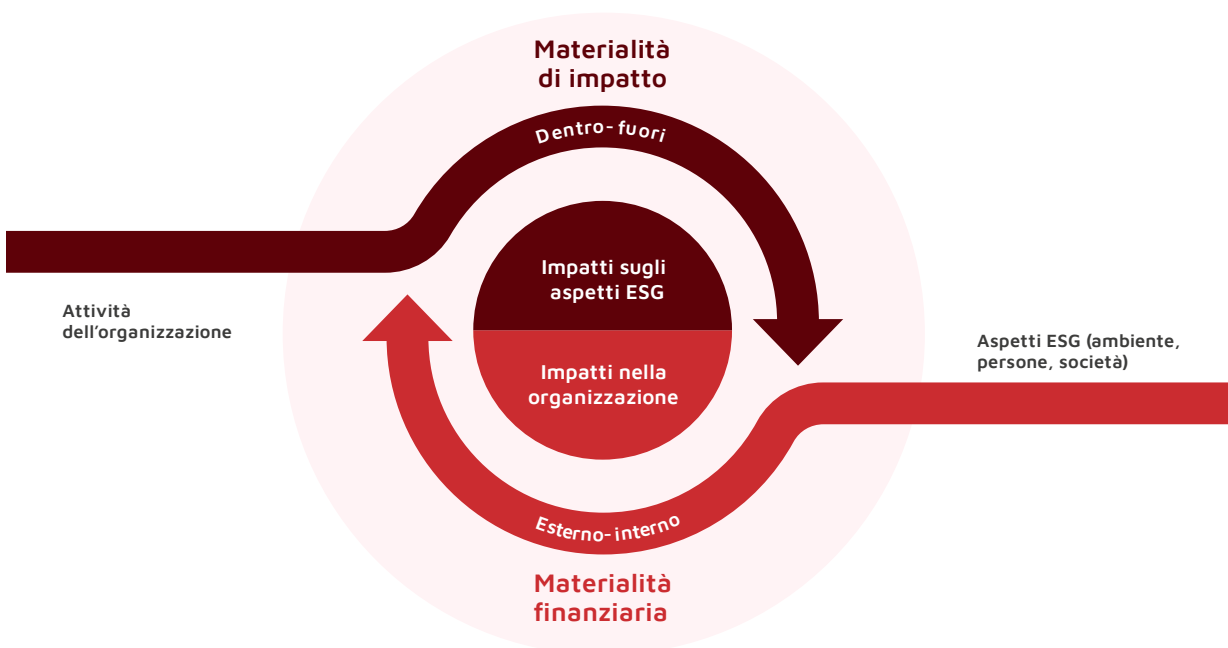 Materialità
di impatto
Dentro-fuori
Impatti sugli
aspetti ESG
Attività
dell'organizzazione
Aspetti ESG (ambiente,
persone, società)
Impatti nella
organizzazione
Esterno-interno
Materialità
finanziaria